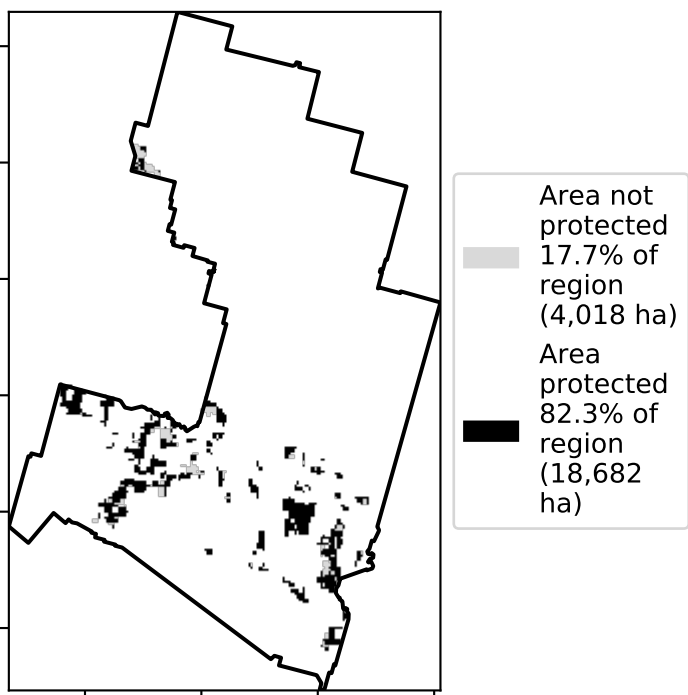 Area not
protected
17.7% of
region
(4,018 ha)
Area
protected
82.3% of
region
(18,682
ha)